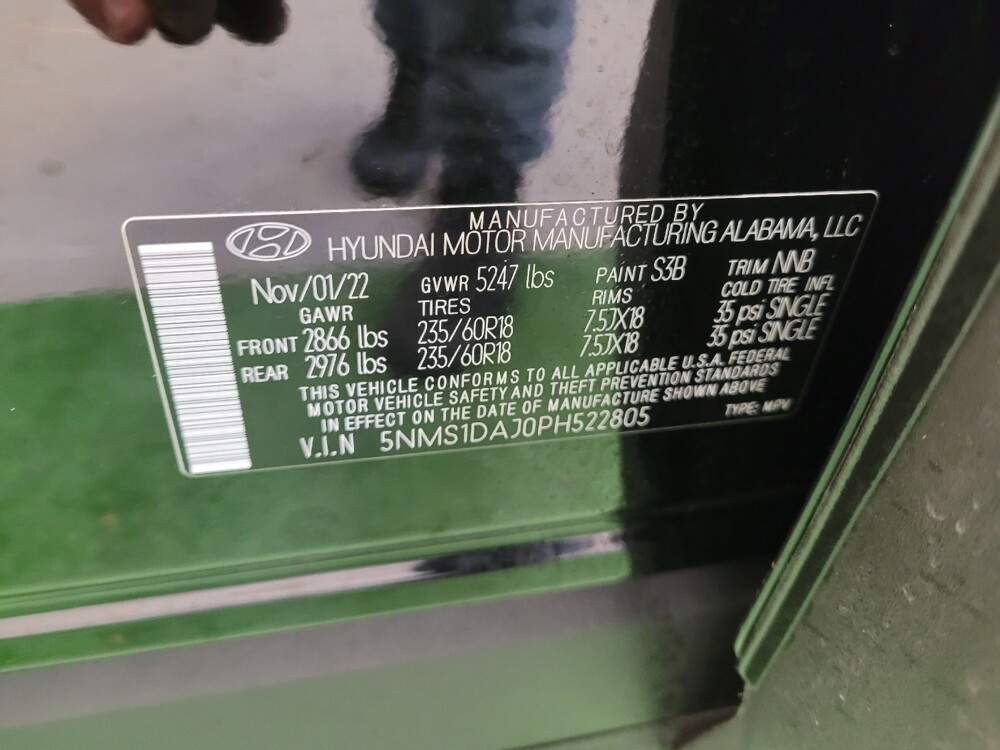 MANUFACTURED BY
HYUNDAI MOTOR MANUFACTURING ALABAMA, LLC
Nov/01/22 GVWR 5247 lbs PAINT S3B TRIM NNB
GAWR TIRES RIMS COLD TIRE INFL
FRONT 2866 lbs 235/60R18 7.5JX18 35 psi SINGLE
REAR 2976 lbs 235/60R18 7.5JX18 35 psi SINGLE
THIS VEHICLE CONFORMS TO ALL APPLICABLE U.S.A. FEDERAL
MOTOR VEHICLE SAFETY AND THEFT PREVENTION STANDARDS
IN EFFECT ON THE DATE OF MANUFACTURE SHOWN ABOVE
V.I.N 5NMS1DAJ0PH522805 TYPE: MPV